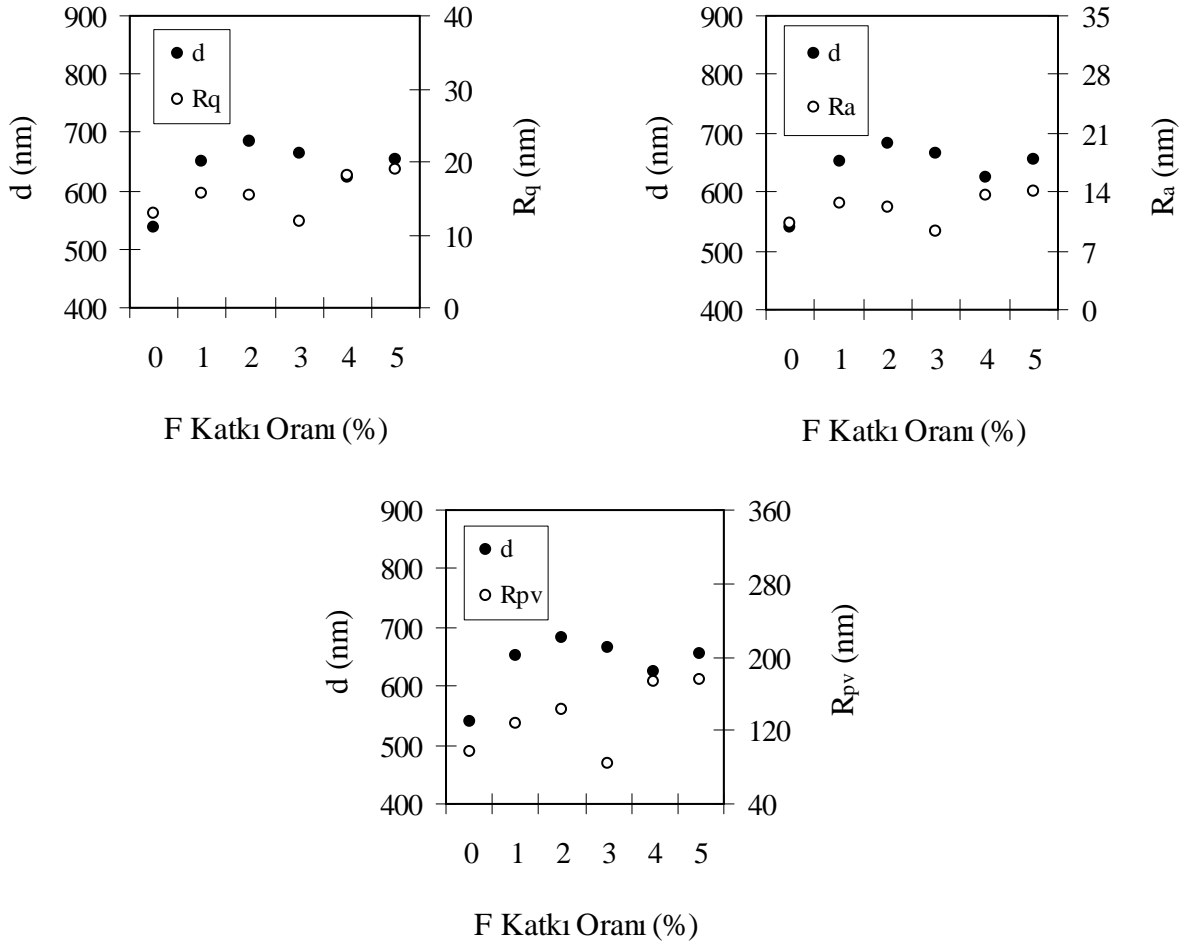 900
800
700
600
500
400
d (nm)
d
Rq
40
30
20
10
0
Rq (nm)
0 1 2 3 4 5
F Katkı Oranı (%)
900
800
700
600
500
400
d (nm)
d
Ra
35
28
21
14
7
0
Ra (nm)
0 1 2 3 4 5
F Katkı Oranı (%)
900
800
700
600
500
400
d (nm)
d
Rpv
360
280
200
120
40
Rpv (nm)
0 1 2 3 4 5
F Katkı Oranı (%)